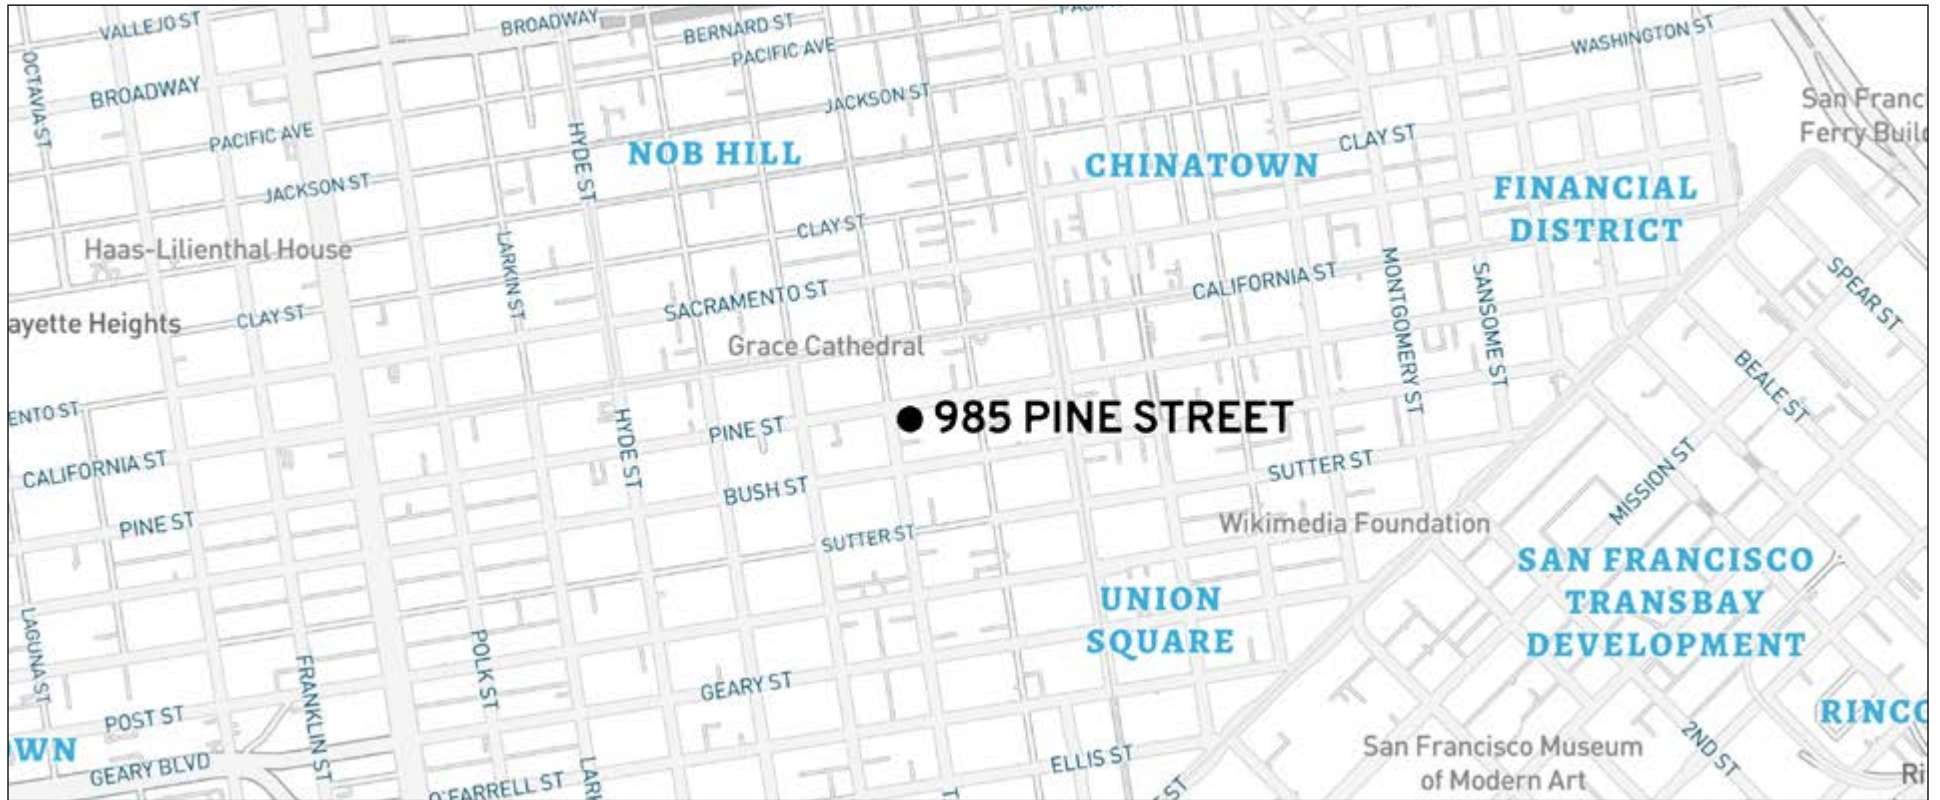 VALLEJO ST
BROADWAY
BERNARD ST
PACIFIC AVE
WASHINGTON ST
OCTAVIA ST
BROADWAY
JACKSON ST
San Franc
Ferry Build
PACIFIC AVE
HYDE ST
NOB HILL
CHINATOWN
CLAY ST
JACKSON ST
FINANCIAL
DISTRICT
Haas-Lilienthal House
LARKIN ST
CLAY ST
SACRAMENTO ST
CALIFORNIA ST
MONTGOMERY ST
SANSOME ST
SPEAR ST
ayette Heights
CLAY ST
Grace Cathedral
BEALE ST
ENTO ST
HYDE ST
PINE ST
985 PINE STREET
CALIFORNIA ST
BUSH ST
SUTTER ST
MISSION ST
PINE ST
SUTTER ST
Wikimedia Foundation
SAN FRANCISCO
TRANSBAY
DEVELOPMENT
UNION
SQUARE
LAGUNA ST
FRANKLIN ST
POLK ST
GEARY ST
POST ST
RINCO
WN
GEARY BLVD
O'FARRELL ST
LARK
ELLIS ST
San Francisco Museum
of Modern Art
2ND ST
Ri
ST